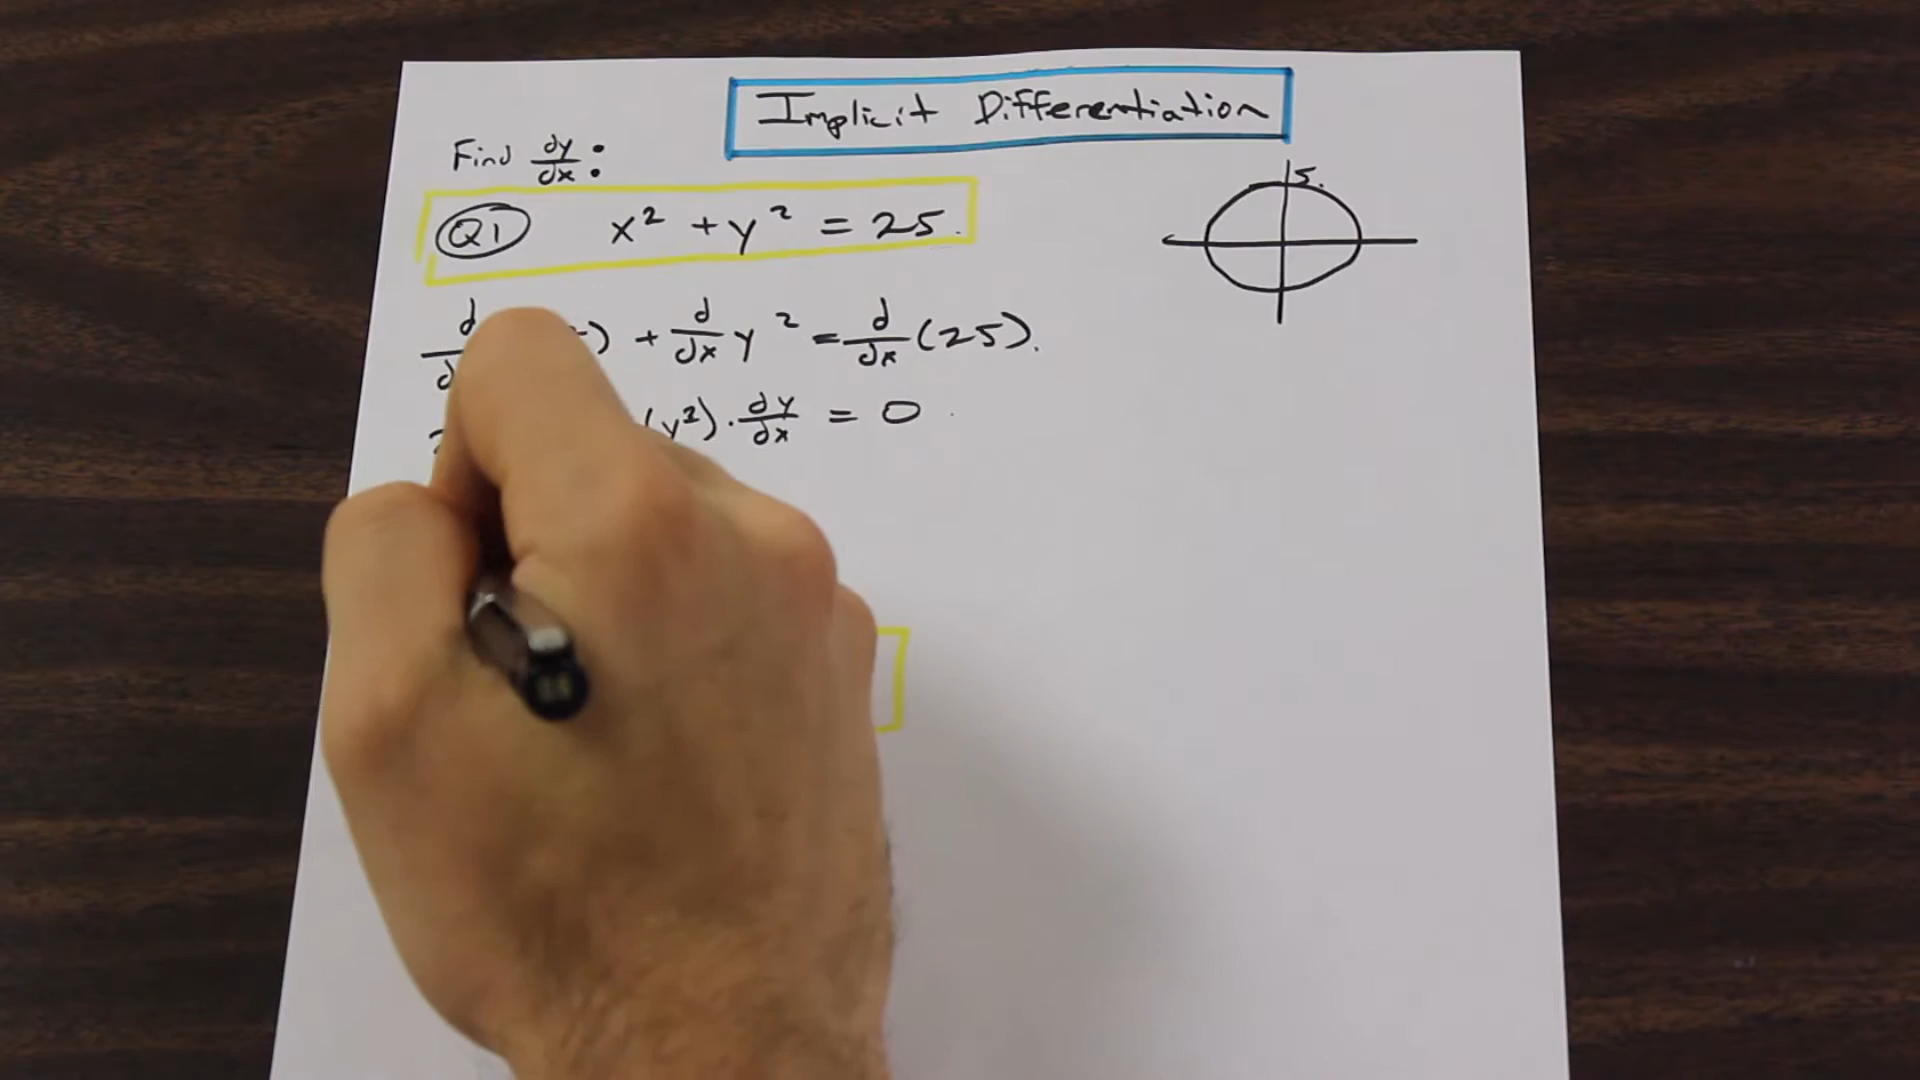 Implicit Differentiation
Find dy/dx:
Q1 x² + y² = 25.
5.
d ) + d/dx y² = d/dx (25).
(y²) · dy/dx = 0